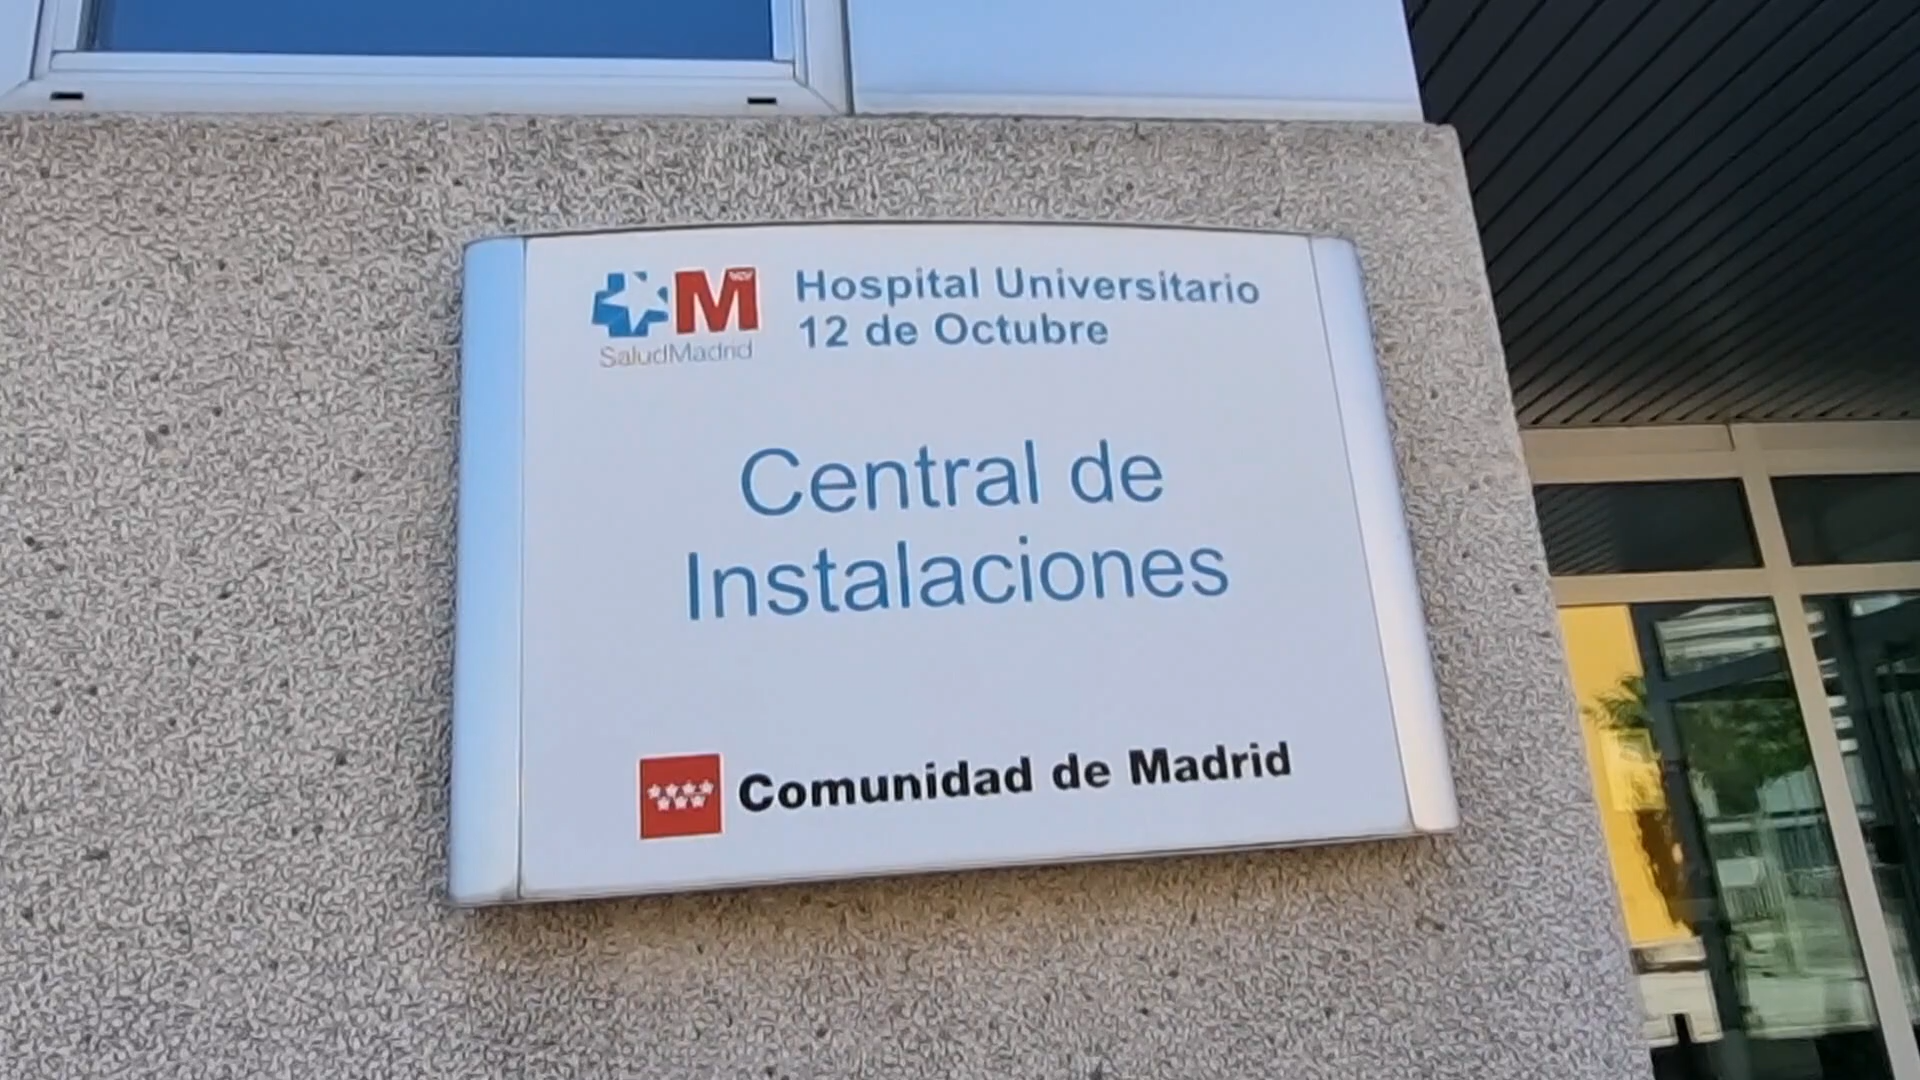 Hospital Universitario
12 de Octubre
SaludMadrid
Central de
Instalaciones
Comunidad de Madrid